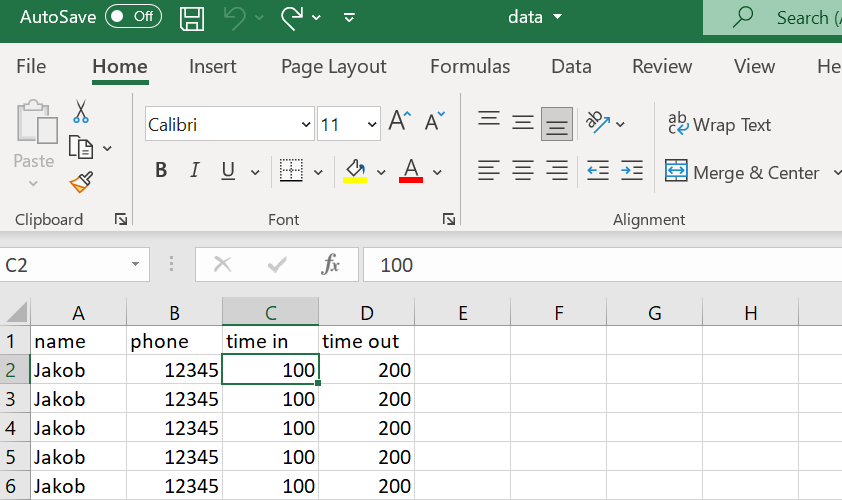 AutoSave Off data Search (
File Home Insert Page Layout Formulas Data Review View He
Calibri 11 A A ab Wrap Text
Paste B I U A Merge & Center
Clipboard Font Alignment
C2 fx 100
A B C D E F G H
1 name phone time in time out
2 Jakob 12345 100 200
3 Jakob 12345 100 200
4 Jakob 12345 100 200
5 Jakob 12345 100 200
6 Jakob 12345 100 200